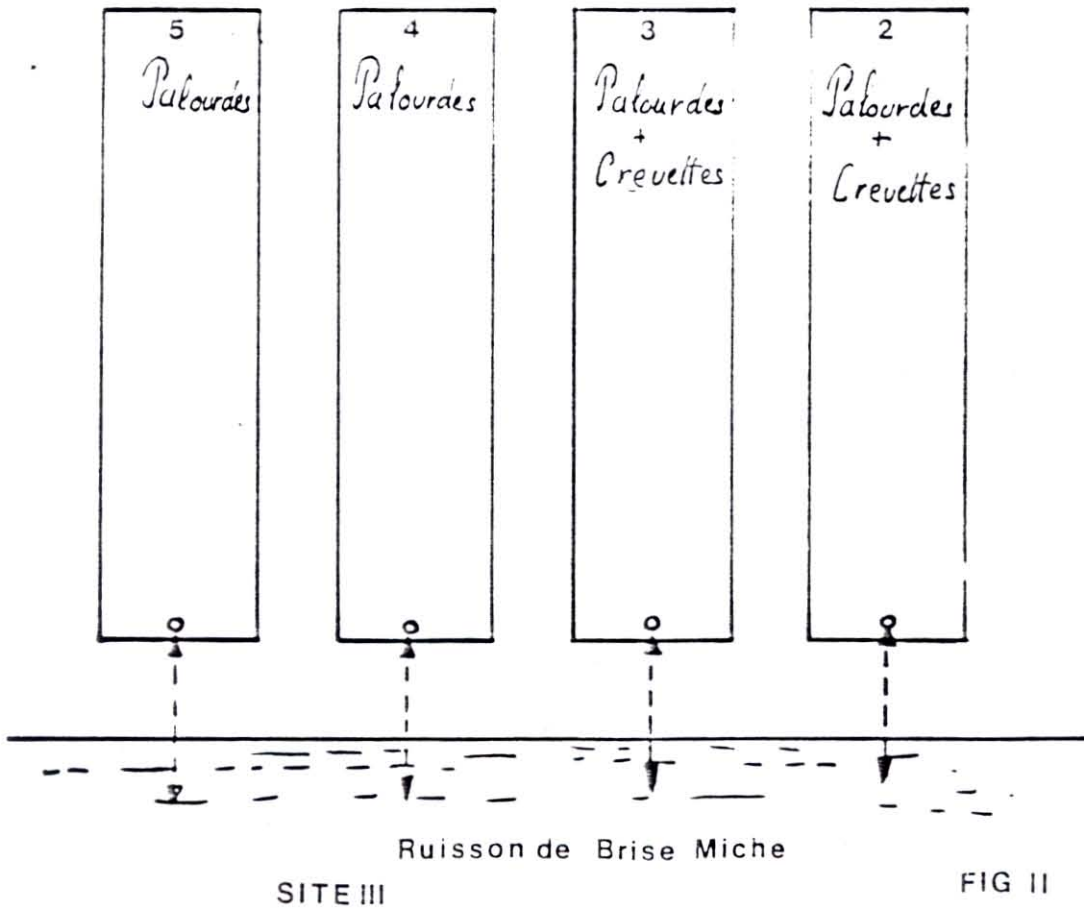 5
Palourdes
4
Palourdes
3
Palourdes
+
Crevettes
2
Palourdes
+
Crevettes
Ruisson de Brise Miche
SITE III
FIG II